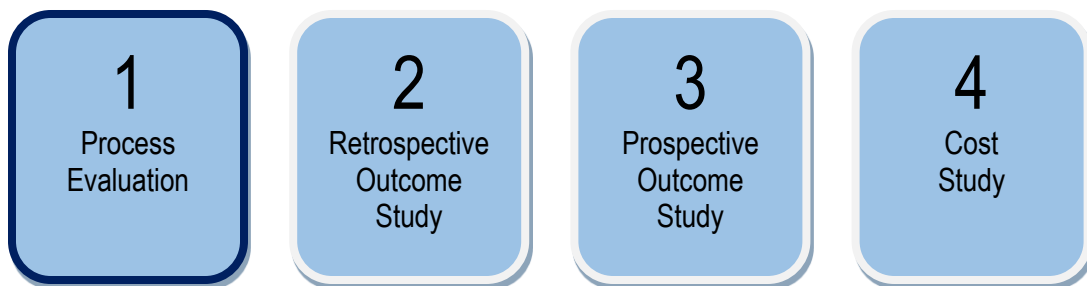 1
Process
Evaluation
2
Retrospective
Outcome
Study
3
Prospective
Outcome
Study
4
Cost
Study